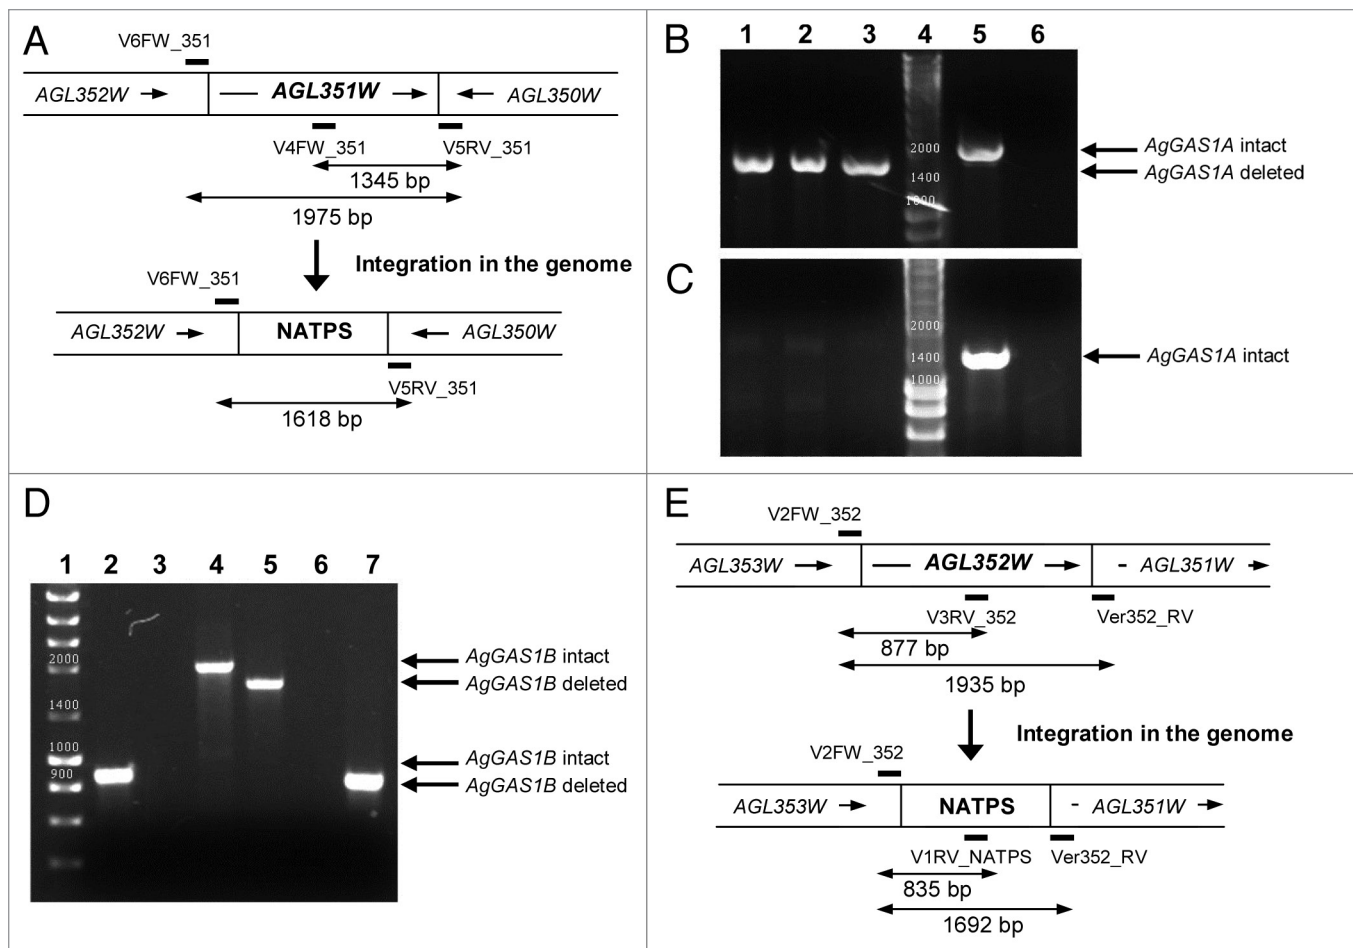 A
V6FW_351
AGL352W
AGL351W
AGL350W
V4FW_351
V5RV_351
1345 bp
1975 bp
Integration in the genome
V6FW_351
AGL352W
NATPS
AGL350W
V5RV_351
1618 bp
B
1 2 3 4 5 6
2000
1400
1000
AgGAS1A intact
AgGAS1A deleted
C
2000
1400
1000
AgGAS1A intact
D
1 2 3 4 5 6 7
2000
1400
1000
900
AgGAS1B intact
AgGAS1B deleted
AgGAS1B intact
AgGAS1B deleted
E
V2FW_352
AGL353W
AGL352W
AGL351W
V3RV_352
Ver352_RV
877 bp
1935 bp
Integration in the genome
V2FW_352
AGL353W
NATPS
AGL351W
V1RV_NATPS
Ver352_RV
835 bp
1692 bp